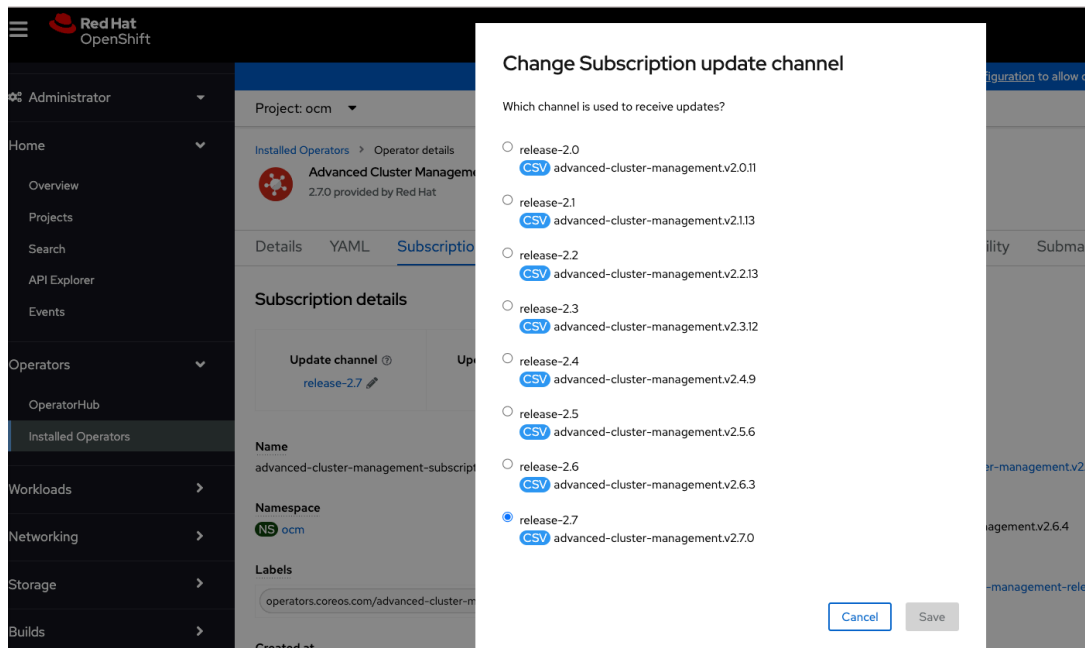 Red Hat
OpenShift
Administrator
Home
Overview
Projects
Search
API Explorer
Events
Operators
OperatorHub
Installed Operators
Workloads
Networking
Storage
Builds
Project: ocm
Installed Operators > Operator details
Advanced Cluster
2.7.0 provided by Red Hat
Details YAML
Subscription details
Update channel
release-2.7
Name
Namespace
NS ocm
Labels
Created at
Change Subscription update channel
Which channel is used to receive updates?
release-2.0
CSV advanced-cluster-management.v2.0.11
release-2.1
CSV advanced-cluster-management.v2.1.13
release-2.2
CSV advanced-cluster-management.v2.2.13
release-2.3
CSV advanced-cluster-management.v2.3.12
release-2.4
CSV advanced-cluster-management.v2.4.9
release-2.5
CSV advanced-cluster-management.v2.5.6
release-2.6
CSV advanced-cluster-management.v2.6.3
release-2.7
CSV advanced-cluster-management.v2.7.0
Cancel Save
to allow